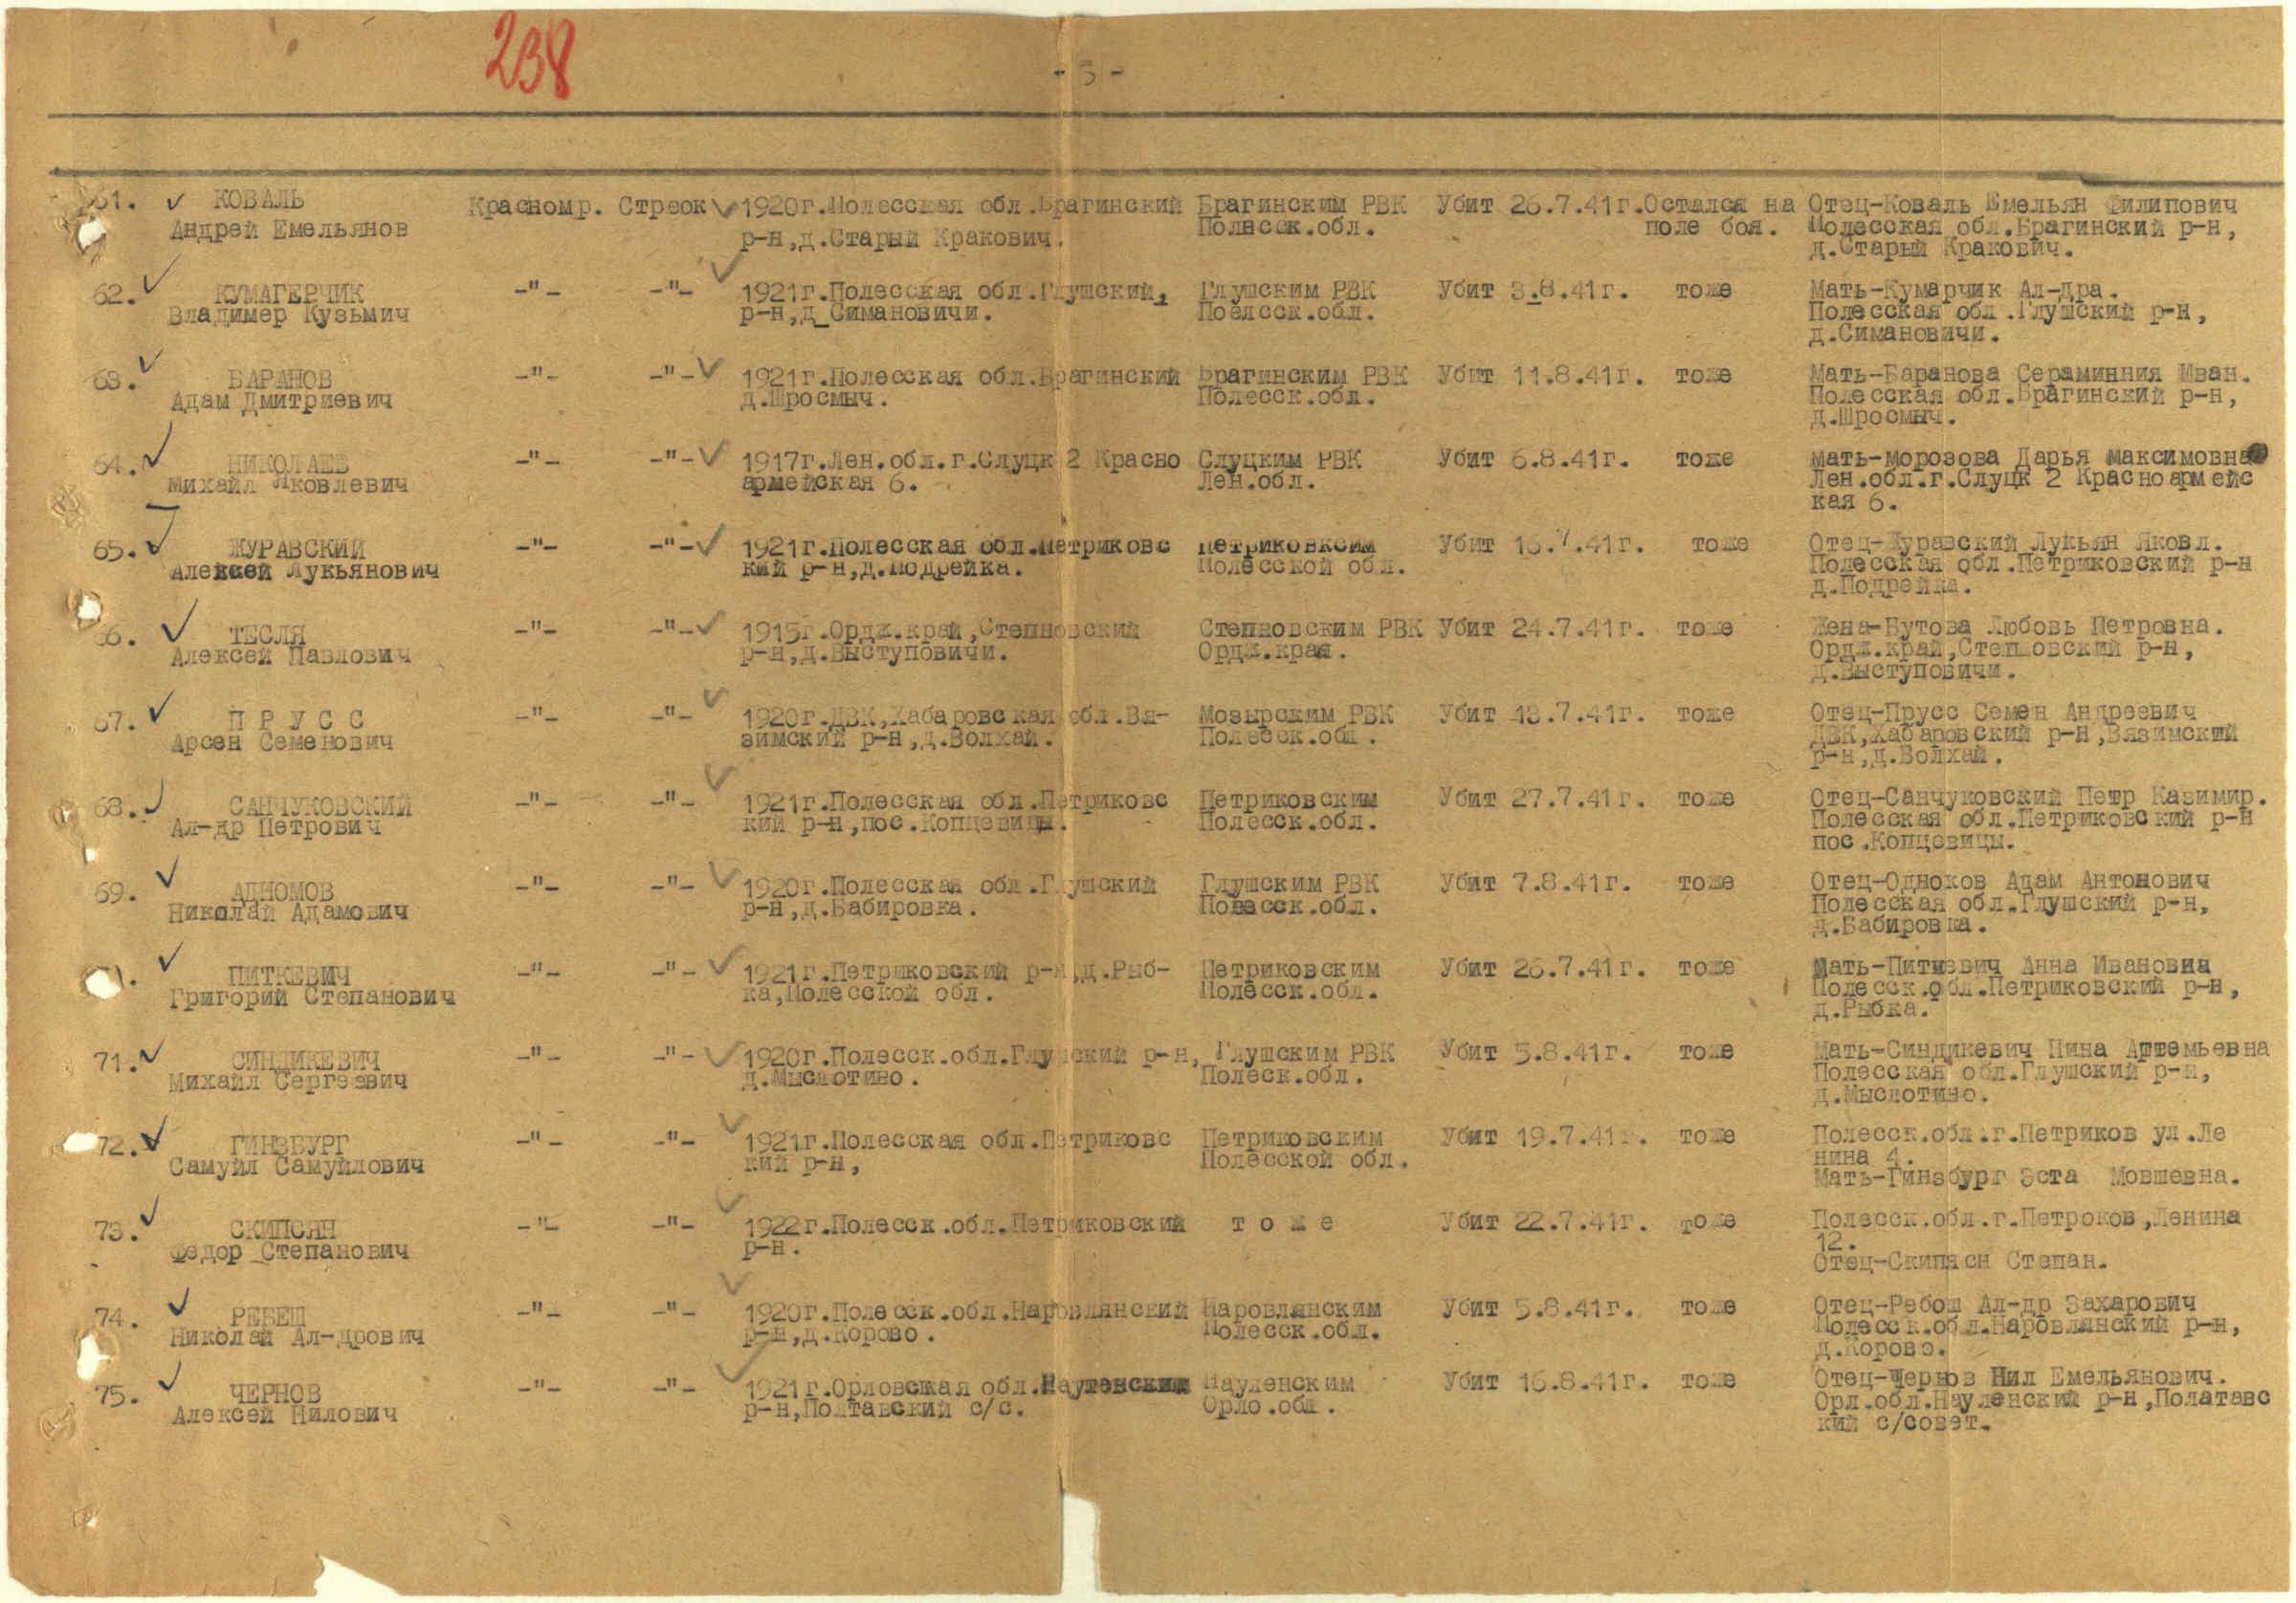 238
- 5 -
61. КОВАЛЬ Красномр. Стреок 1920г.Полесская обл.Брагинский Брагинским РВК Убит 26.7.41г.Остался на Отец-Коваль Емельян Филипович
Андрей Емельянов р-н,д.Старый Кракович. Полесск.обл. поле боя. Полесская обл.Брагинский р-н,
д.Старый Кракович.
62. КУМАГЕРЧИК -"- -"- 1921г.Полесская обл.Глушский, Глушским РВК Убит 3.8.41г. тоже Мать-Кумарчик Ал-дра.
Владимер Кузьмич р-н,д_Симановичи. Поелсск.обл. Полесская обл.Глушский р-н,
д.Симановичи.
63. БАРАНОВ -"- -"- 1921г.Полесская обл.Брагинский Брагинским РВК Убит 11.8.41г. тоже Мать-Баранова Сераминния Иван.
Адам Дмитриевич д.Шросмыч. Полесск.обл. Полесская обл.Брагинский р-н,
д.Шросмыч.
64. НИКОЛАЕВ -"- -"- 1917г.Лен.обл.г.Слуцк 2 Красно Слуцким РВК Убит 6.8.41г. тоже Мать-Морозова Дарья Максимовна
Михайл Яковлевич армейская 6. Лен.обл. Лен.обл.г.Слуцк 2 Красноармейс
кая 6.
65. ЖУРАВСКИЙ -"- -"- 1921г.Полесская обл.Петриковс Петриковксим Убит 41г. тоже Отец-Журавский Лукьян Яковл.
Алексей Лукьянович кий р-н,д.Подрейка. Полесской обл. Полесская обл.Петриковский р-н
д.Подрейка.
66. ТЕСЛЯ -"- -"- 1915г.Ордж.край,Степновский Степновским РВК Убит 24.7.41г. тоже Жена-Бутова Любовь Петровна.
Алексей Павлович р-н,д.Выступовичи. Ордж.края. Ордж.край,Степновский р-н,
д.Выступовичи.
67. П Р У С С -"- -"- 1920г.ДВК,Хабаровская обл.Вя- Мозырским РВК Убит 13.7.41г. тоже Отец-Прусс Семен Андреевич
Арсен Семенович зимский р-н,д.Волхай. Полесск.обл. ДВК,Хабаровский р-н,Вязимский
р-н,д.Волхай.
68. САНЧУКОВСКИЙ -"- -"- 1921г.Полесская обл.Петриковс Петриковским Убит 27.7.41г. тоже Отец-Санчуковский Петр Казимир.
Ал-др Петрович кий р-н,пос.Копцевицы. Полесск.обл. Полесская обл.Петриковский р-н
пос.Копцевицы.
69. АДНОМОВ -"- -"- 1920г.Полесская обл.Глушский Глушским РВК Убит 7.8.41г. тоже Отец-Одноков Адам Антонович
Николай Адамович р-н,д.Бабировка. обл. Полесская обл.Глушский р-н,
д.Бабировка.
ПИТКЕВИЧ -"- -"- 1921г.Петриковский р-н,д.Рыб- Петриковским Убит 26.7.41г. тоже Мать-Питкевич Анна Ивановна
Григорий Степанович ка,Полесской обл. Полесск.обл. Полесск.обл.Петриковский р-н,
д.Рыбка.
71. СИНДИКЕВИЧ -"- -"- 1920г.Полесск.обл.Глушский р-н, Глушским РВК Убит 5.8.41г. тоже Мать-Синдикевич Нина Артемьевна
Михайл Сергеевич д.Мыслотино. Полеск.обл. Полесская обл.Глушский р-н,
д.Мыслотино.
72. ГИНЗБУРГ -"- -"- 1921г.Полесская обл.Петриковс Петриковским Убит 19.7.41г. тоже Полесск.обл.г.Петриков ул.Ле
Самуйл Самуйлович кий р-н, Полесской обл. нина 4.
Мать-Гинзбург Эста Мовшевна.
73. СКИПСЯН -"- -"- 1922г.Полесск.обл.Петриковский т о ж е Убит 22.7.41г. тоже Полесск.обл.г.Петроков,Ленина
Федор Степанович р-н. 12.
Отец-Скипясн Степан.
74. РЕБЕШ -"- -"- 1920г.Полесск.обл.Наровлянский Наровлянским Убит 5.8.41г. тоже Отец-Ребош Ал-др Захарович
Николай Ал-дрович р-н,д.Корово. Полесск.обл. Полесск.обл.Наровлянский р-н,
д.Корово.
75. ЧЕРНОВ -"- -"- 1921г.Орловсткая обл.Науленским Науленским Убит 16.8.41г. тоже Отец-Чернов Нил Емельянович.
Алексей Нилович р-н,Полтавский с/с. Орло.обл. Орл.обл.Науленский р-н,Полатавс
кий с/совет.